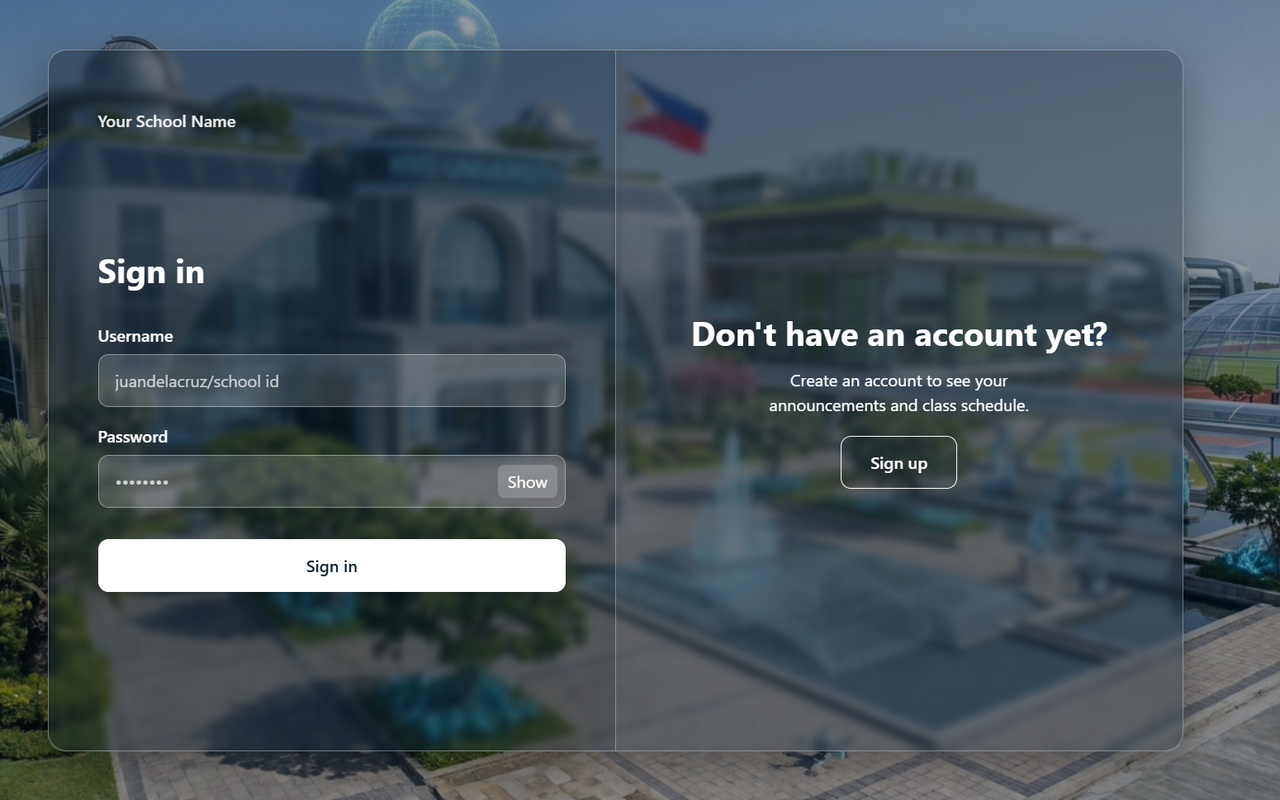 Your School Name
Sign in
Username
juandelacruz/school id
Password
Show
Sign in
Don't have an account yet?
Create an account to see your
announcements and class schedule.
Sign up